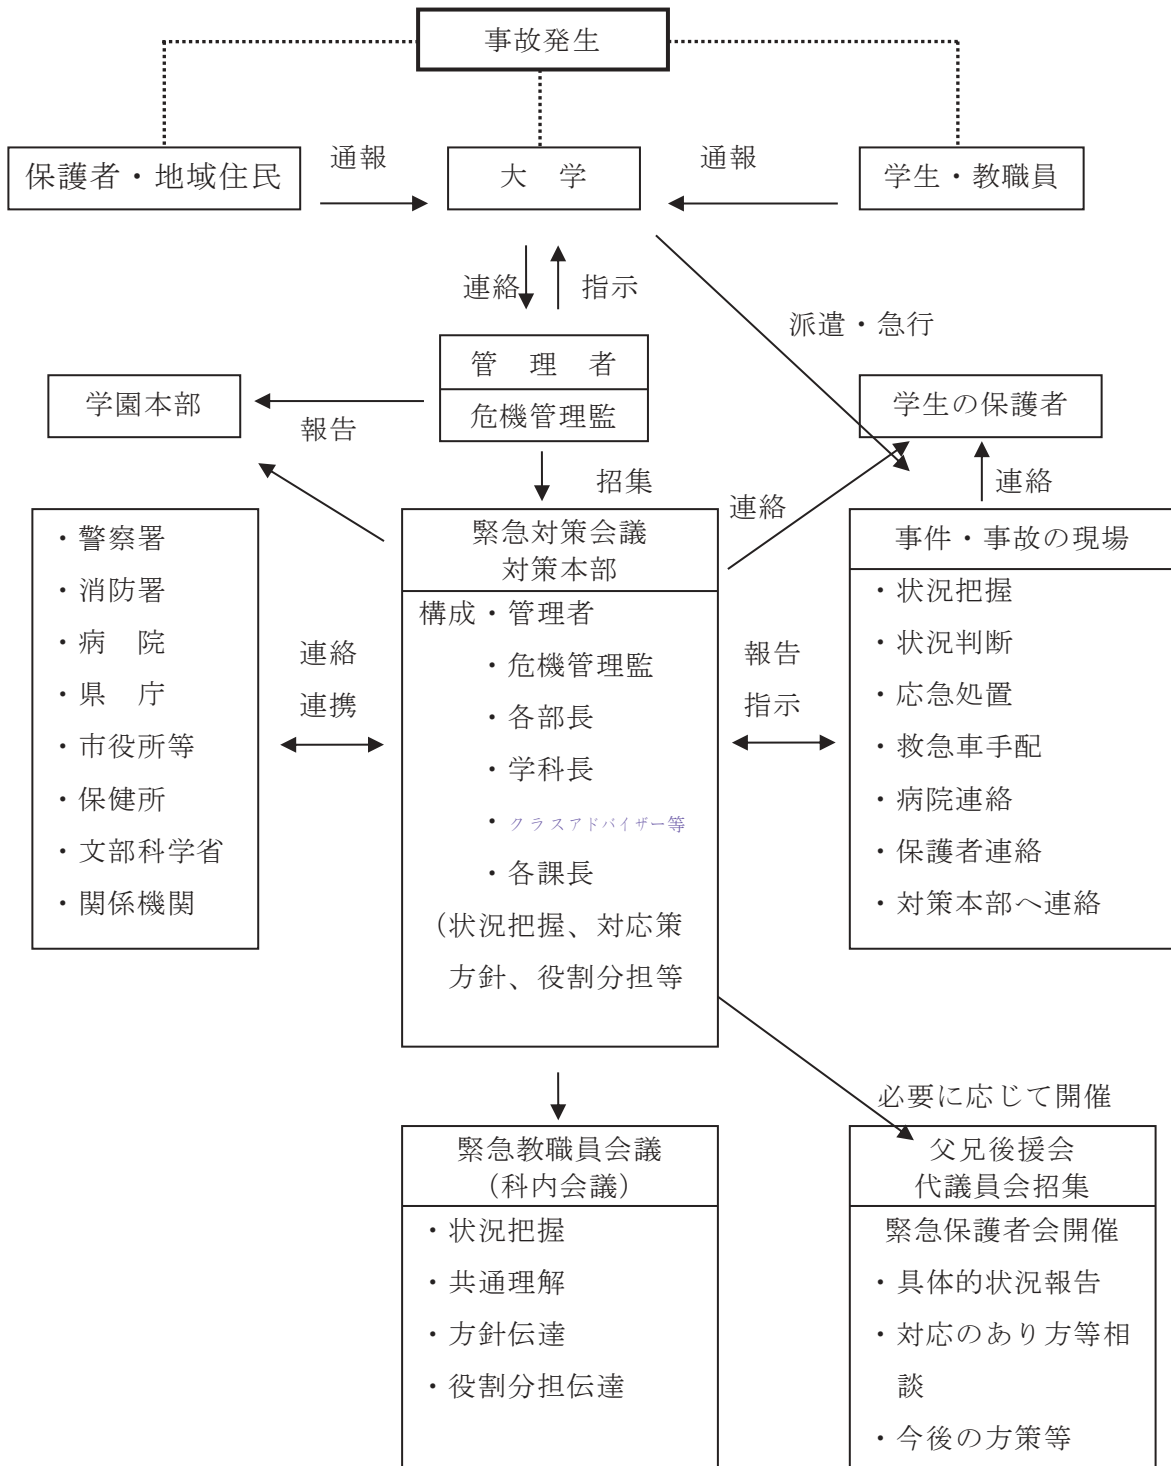 事故発生
保護者・地域住民
通報
大　学
通報
学生・教職員
連絡
指示
派遣・急行
管　理　者
危機管理監
学園本部
報告
学生の保護者
招集
連絡
連絡
・警察署
・消防署
・病　院
・県　庁
・市役所等
・保健所
・文部科学省
・関係機関
連絡
連携
緊急対策会議
対策本部
構成・管理者
・危機管理監
・各部長
・学科長
・クラスアドバイザー等
・各課長
（状況把握、対応策
方針、役割分担等
報告
指示
事件・事故の現場
・状況把握
・状況判断
・応急処置
・救急車手配
・病院連絡
・保護者連絡
・対策本部へ連絡
必要に応じて開催
緊急教職員会議
（科内会議）
・状況把握
・共通理解
・方針伝達
・役割分担伝達
父兄後援会
代議員会招集
緊急保護者会開催
・具体的状況報告
・対応のあり方等相
談
・今後の方策等